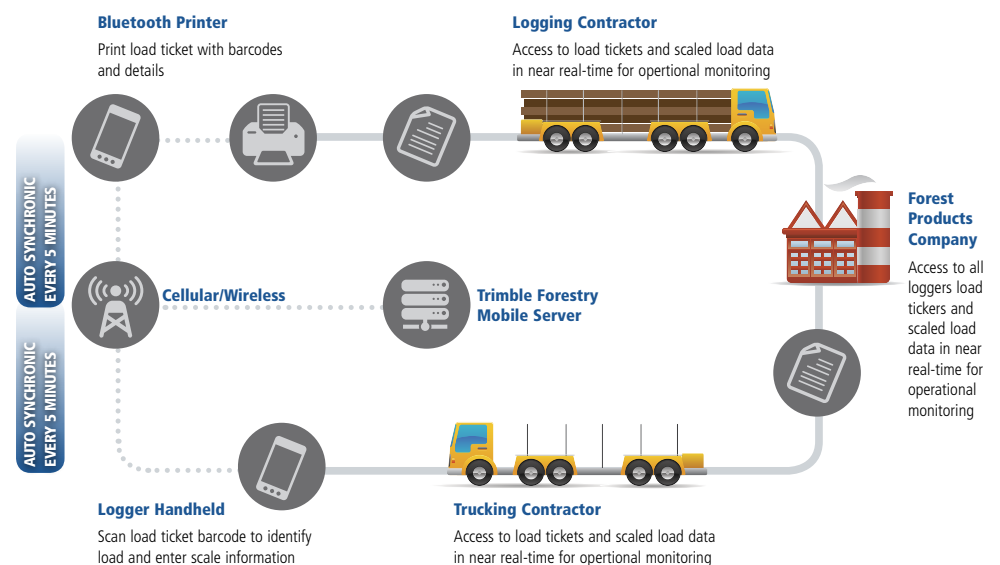 Bluetooth Printer
Print load ticket with barcodes
and details
Logging Contractor
Access to load tickets and scaled load data
in near real-time for opertional monitoring
AUTO SYNCHRONIC
EVERY 5 MINUTES
Forest
Products
Company
Access to all
loggers load
tickers and
scaled load
data in near
real-time for
operational
monitoring
Cellular/Wireless
Trimble Forestry
Mobile Server
AUTO SYNCHRONIC
EVERY 5 MINUTES
Logger Handheld
Scan load ticket barcode to identify
load and enter scale information
Trucking Contractor
Access to load tickets and scaled load data
in near real-time for opertional monitoring